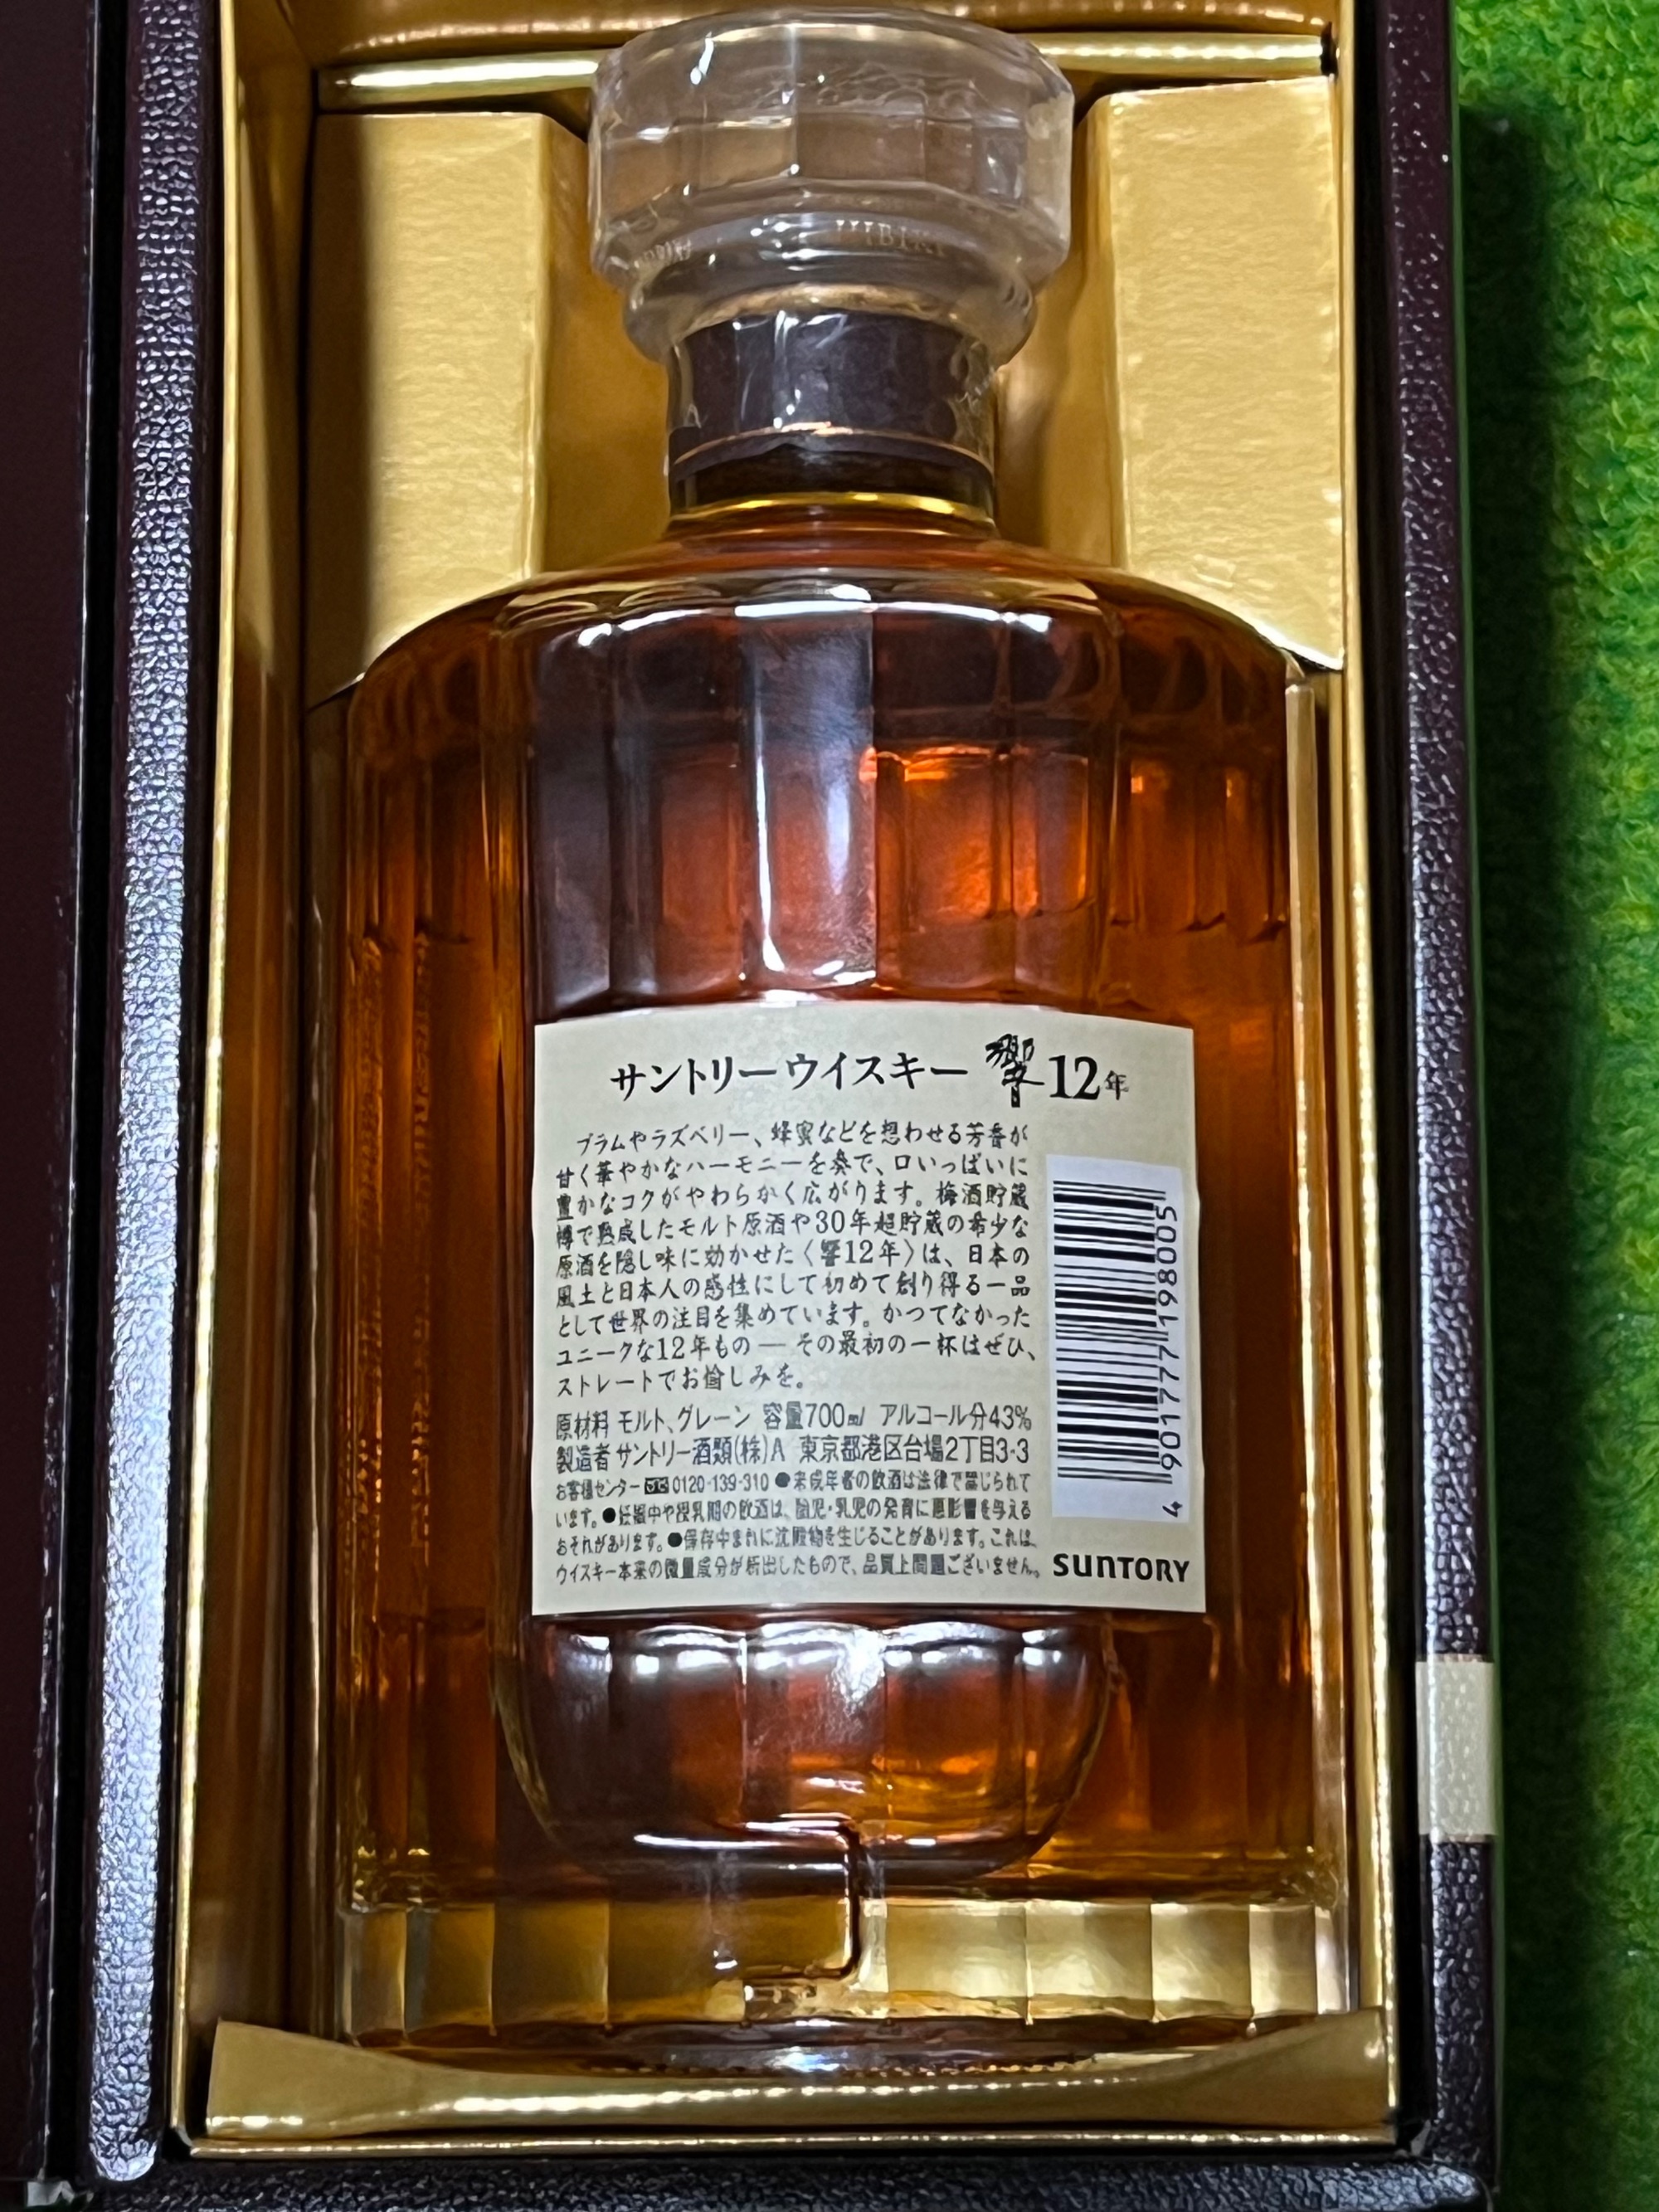 HIBIKI
サントリーウイスキー 響12年
プラムやラズベリー、蜂蜜などを想わせる芳香が
甘く華やかなハーモニーを奏で、口いっぱいに
豊かなコクがやわらかく広がります。梅酒貯蔵
樽で熟成したモルト原酒や30年超貯蔵の希少な
原酒を隠し味に効かせた〈響12年〉は、日本の
風土と日本人の感性にして初めて創り得る一品
として世界の注目を集めています。かつてなかった
ユニークな12年もの ― その最初の一杯はぜひ、
ストレートでお愉しみを。
原材料 モルト、グレーン 容量700ml アルコール分43%
製造者 サントリー酒類(株)A 東京都港区台場2丁目3-3
お客様センター 0120-139-310 ●未成年者の飲酒は法律で禁じられて
います。●妊娠中や授乳期の飲酒は、胎児・乳児の発育に悪影響を与える
おそれがあります。●保存中まれに沈殿物を生じることがあります。これは、
ウイスキー本来の微量成分が析出したもので、品質上問題ございません。
4 901777 198005
SUNTORY